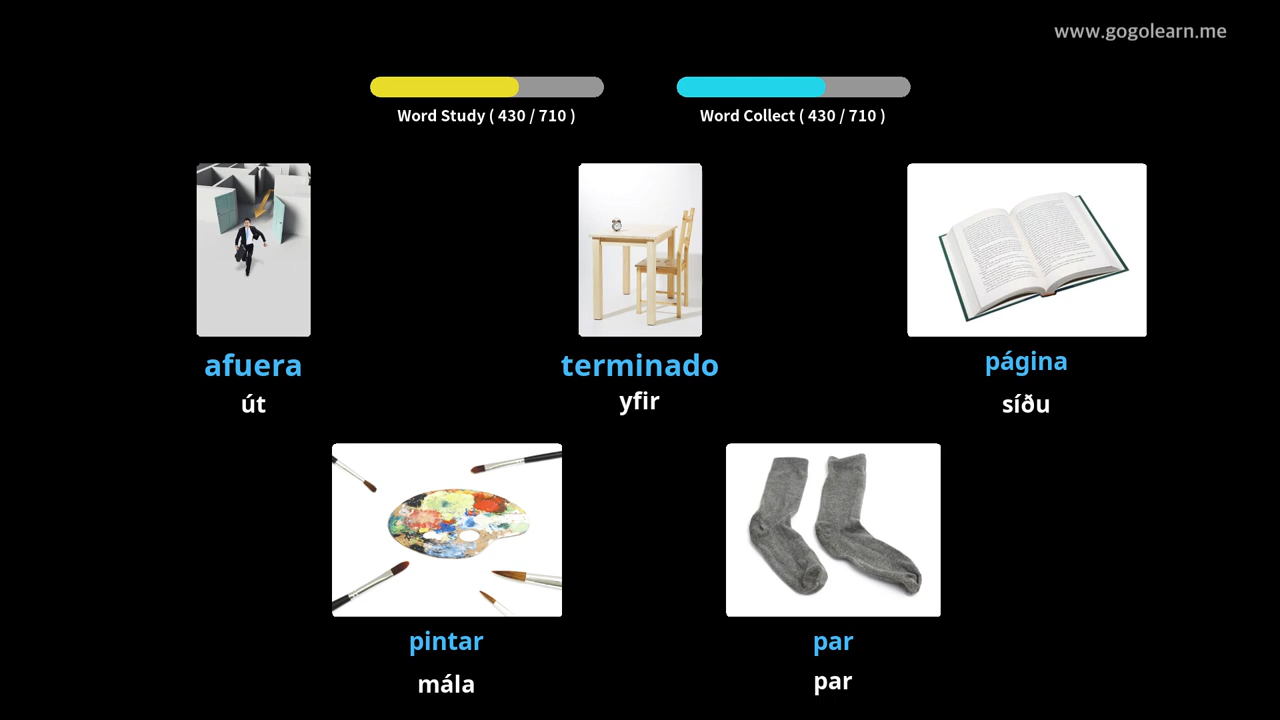 www.gogolearn.me
Word Study ( 430 / 710 )
Word Collect ( 430 / 710 )
afuera
út
terminado
yfir
página
síðu
pintar
mála
par
par